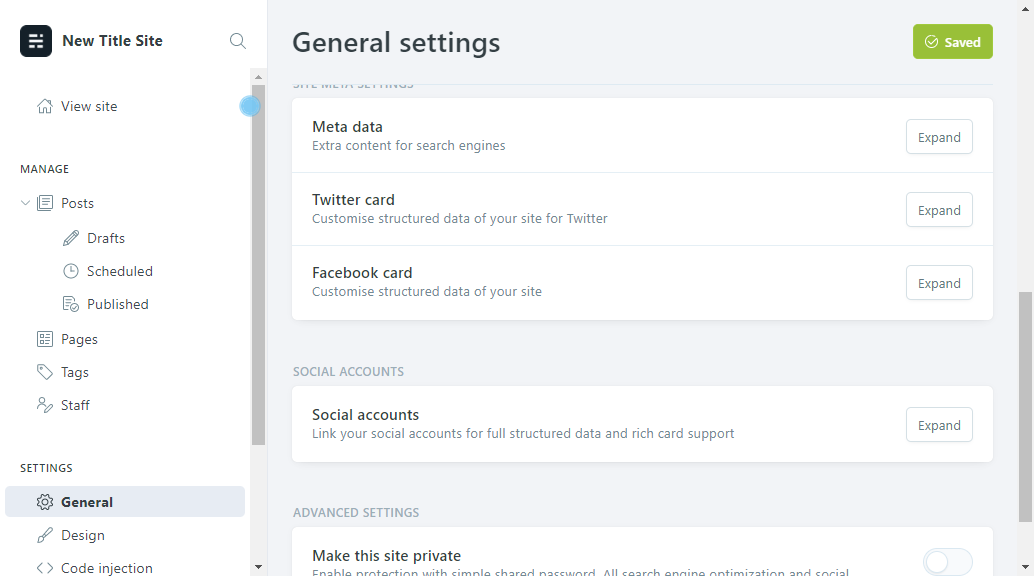 New Title Site
General settings
Saved
View site
MANAGE
Posts
Drafts
Scheduled
Published
Pages
Tags
Staff
SETTINGS
General
Design
Code injection
SITE META SETTINGS
Meta data
Extra content for search engines
Expand
Twitter card
Customise structured data of your site for Twitter
Expand
Facebook card
Customise structured data of your site
Expand
SOCIAL ACCOUNTS
Social accounts
Link your social accounts for full structured data and rich card support
Expand
ADVANCED SETTINGS
Make this site private
Enable protection with simple shared password. All search engine optimization and social